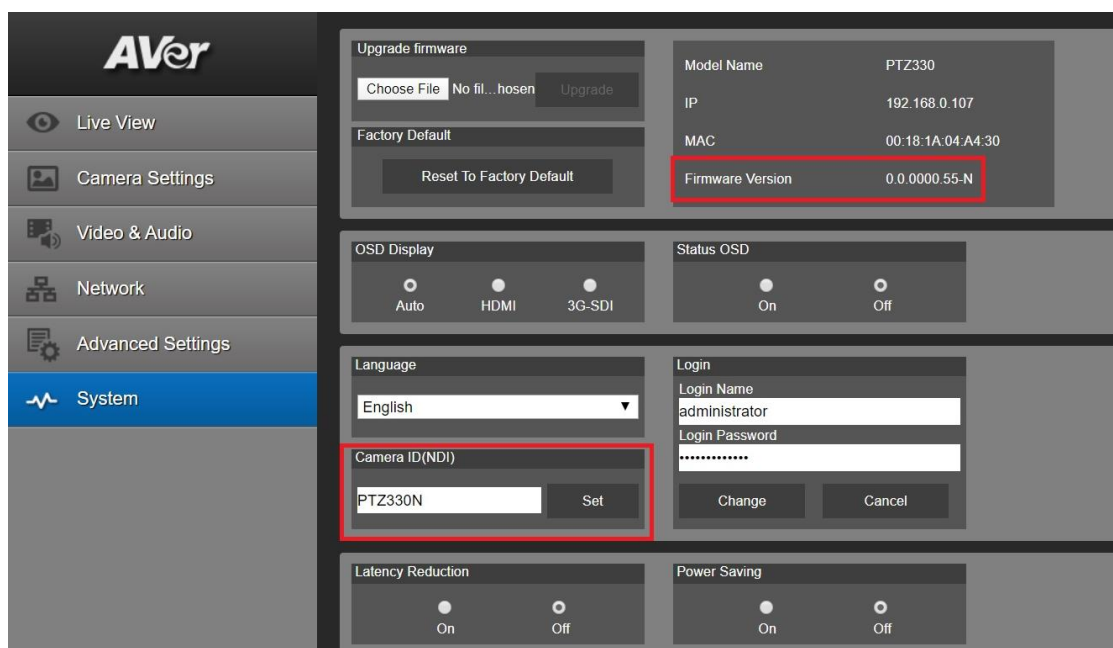 AVer
Live View
Camera Settings
Video & Audio
Network
Advanced Settings
System
Upgrade firmware
Choose File No fil...hosen Upgrade
Factory Default
Reset To Factory Default
Model Name PTZ330
IP 192.168.0.107
MAC 00:18:1A:04:A4:30
Firmware Version 0.0.0000.55-N
OSD Display
Auto HDMI 3G-SDI
Status OSD
On Off
Language
English
Camera ID(NDI)
PTZ330N Set
Login
Login Name
administrator
Login Password
•••••••••••••
Change Cancel
Latency Reduction
On Off
Power Saving
On Off